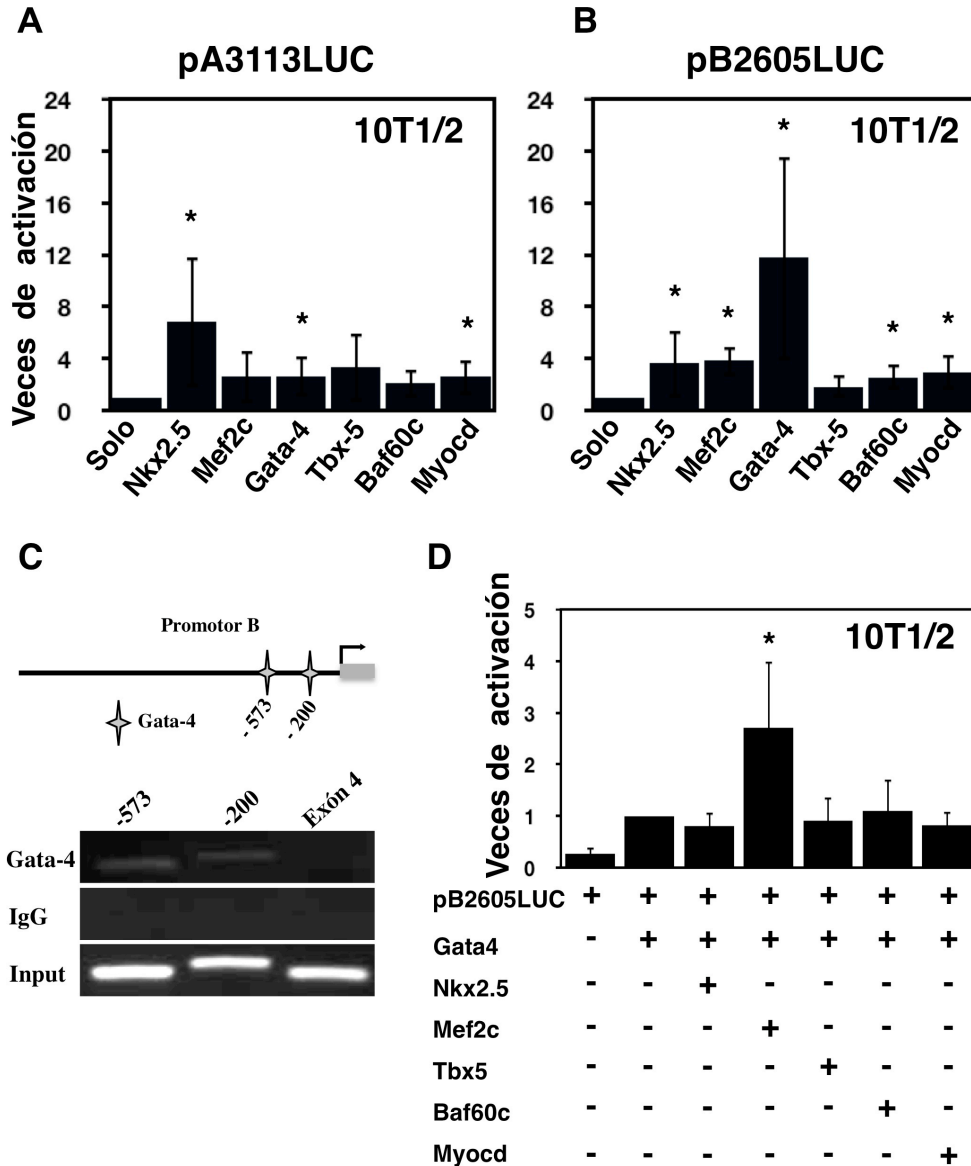 A
pA3113LUC
Veces de activación
24
20
16
12
8
4
0
10T1/2
*
*
*
Solo
Nkx2.5
Mef2c
Gata-4
Tbx-5
Baf60c
Myocd
B
pB2605LUC
24
20
16
12
8
4
0
10T1/2
*
*
*
*
*
Solo
Nkx2.5
Mef2c
Gata-4
Tbx-5
Baf60c
Myocd
C
Promotor B
-573
-200
Gata-4
-573
-200
Exón 4
Gata-4
IgG
Input
D
Veces de activación
5
4
3
2
1
0
10T1/2
*
pB2605LUC + + + + + + +
Gata4 - + + + + + +
Nkx2.5 - - + - - - -
Mef2c - - - + - - -
Tbx5 - - - - + - -
Baf60c - - - - - + -
Myocd - - - - - - +